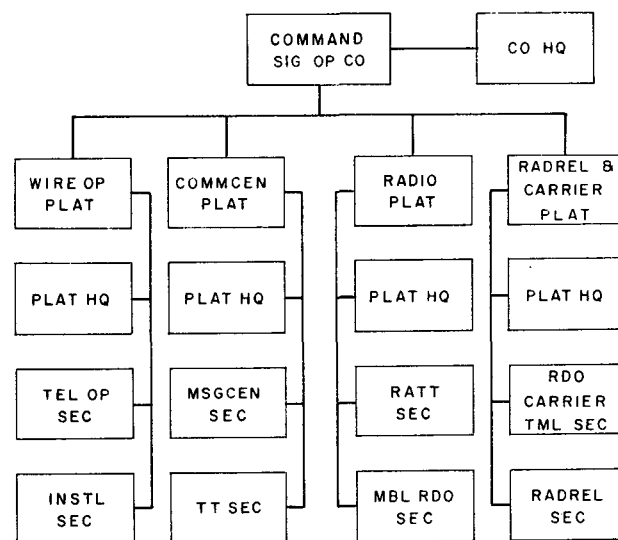 COMMAND
SIG OP CO
CO HQ
WIRE OP
PLAT
COMMCEN
PLAT
RADIO
PLAT
RADREL &
CARRIER
PLAT
PLAT HQ
PLAT HQ
PLAT HQ
PLAT HQ
TEL OP
SEC
MSGCEN
SEC
RATT
SEC
RDO
CARRIER
TML SEC
INSTL
SEC
TT SEC
MBL RDO
SEC
RADREL
SEC